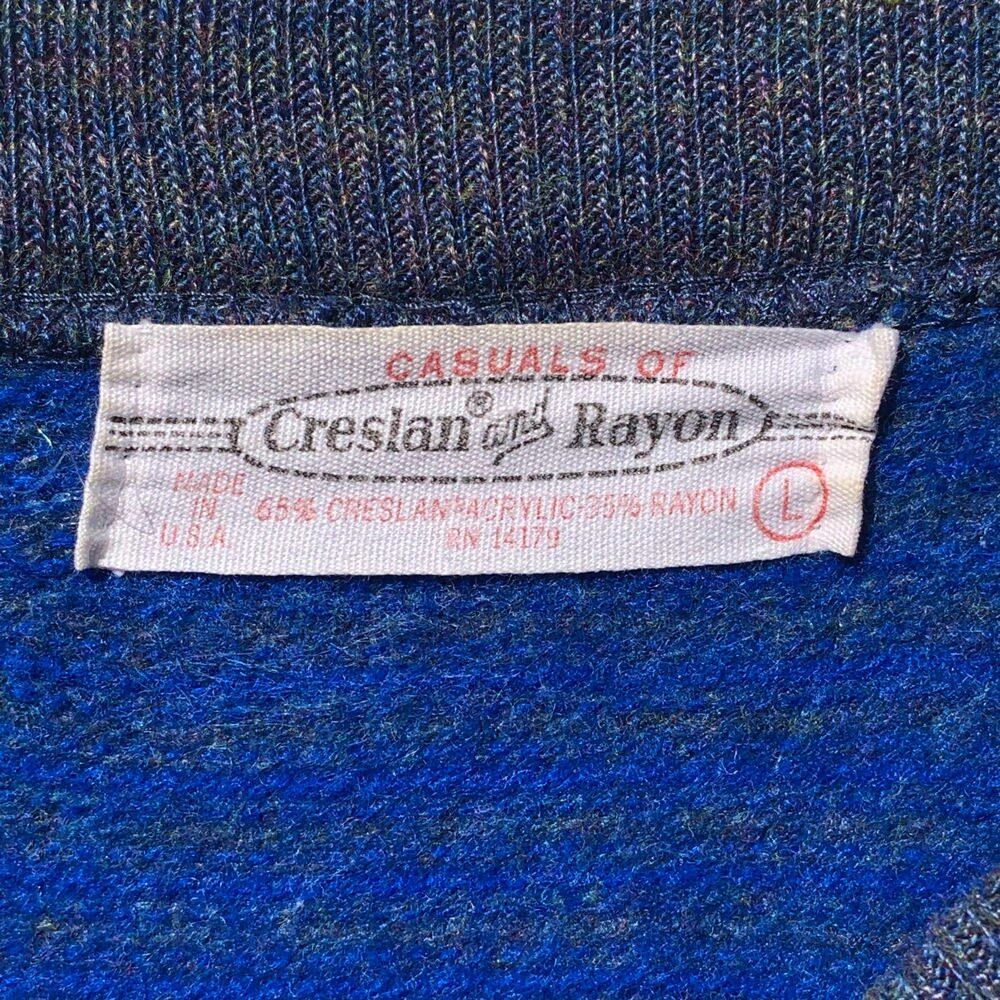 CASUALS OF
Creslan® and Rayon
MADE IN U.S.A.
65% CRESLAN® ACRYLIC-35% RAYON
RN 14179
L